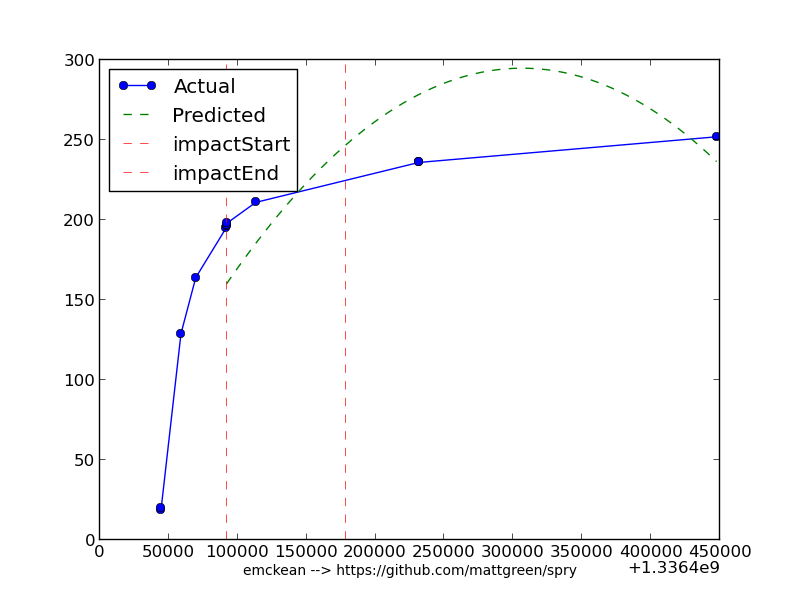 300
250
200
150
100
50
0
Actual
Predicted
impactStart
impactEnd
0 50000 100000 150000 200000 250000 300000 350000 400000 450000
+1.3364e9
emckean --> https://github.com/mattgreen/spry